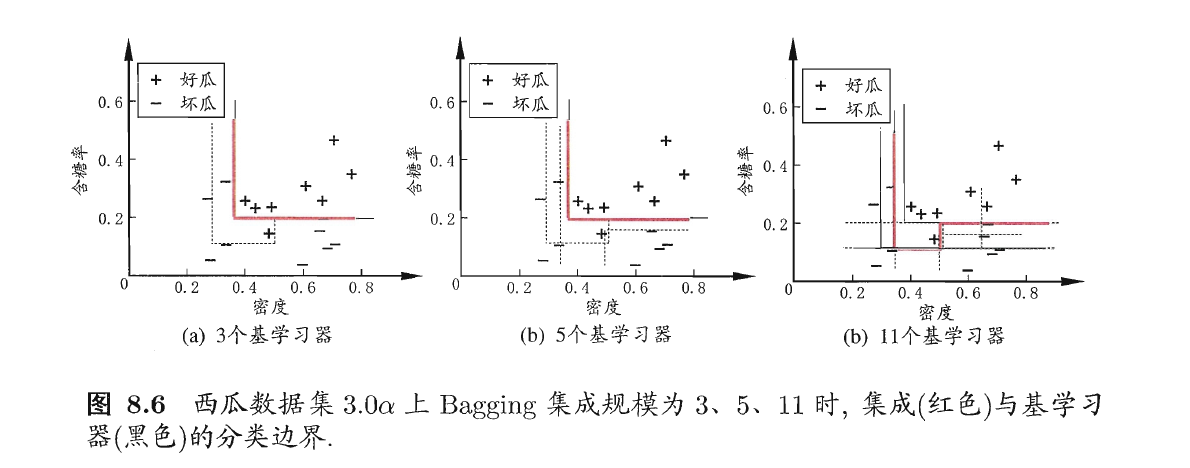 + 好瓜
− 坏瓜
含糖率
0.6
0.4
0.2
0
0.2
0.4
0.6
0.8
密度
(a) 3个基学习器
+ 好瓜
− 坏瓜
含糖率
0.6
0.4
0.2
0
0.2
0.4
0.6
0.8
密度
(b) 5个基学习器
+ 好瓜
− 坏瓜
含糖率
0.6
0.4
0.2
0
0.2
0.4
0.6
0.8
密度
(b) 11个基学习器
图 8.6 西瓜数据集 3.0α 上 Bagging 集成规模为 3、5、11 时, 集成(红色)与基学习
器(黑色)的分类边界.